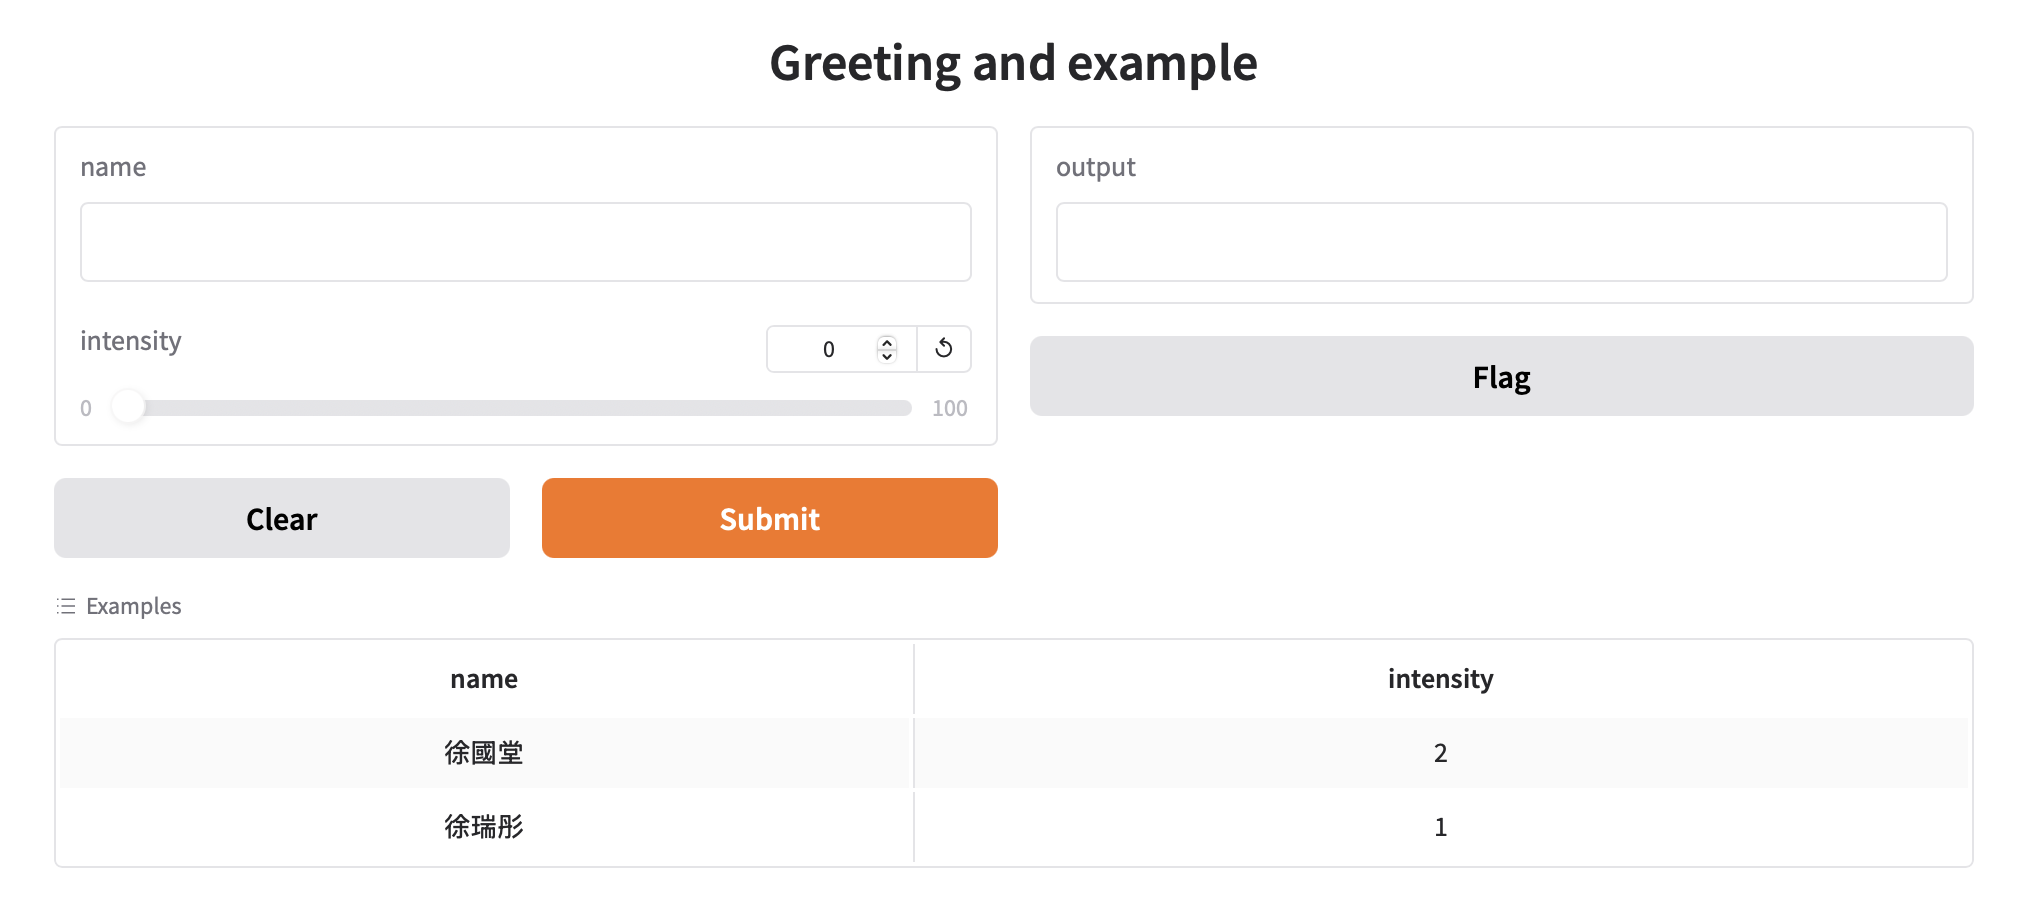 Greeting and example
name
output
intensity
0
0
100
Flag
Clear
Submit
Examples
name intensity
徐國堂 2
徐瑞彤 1